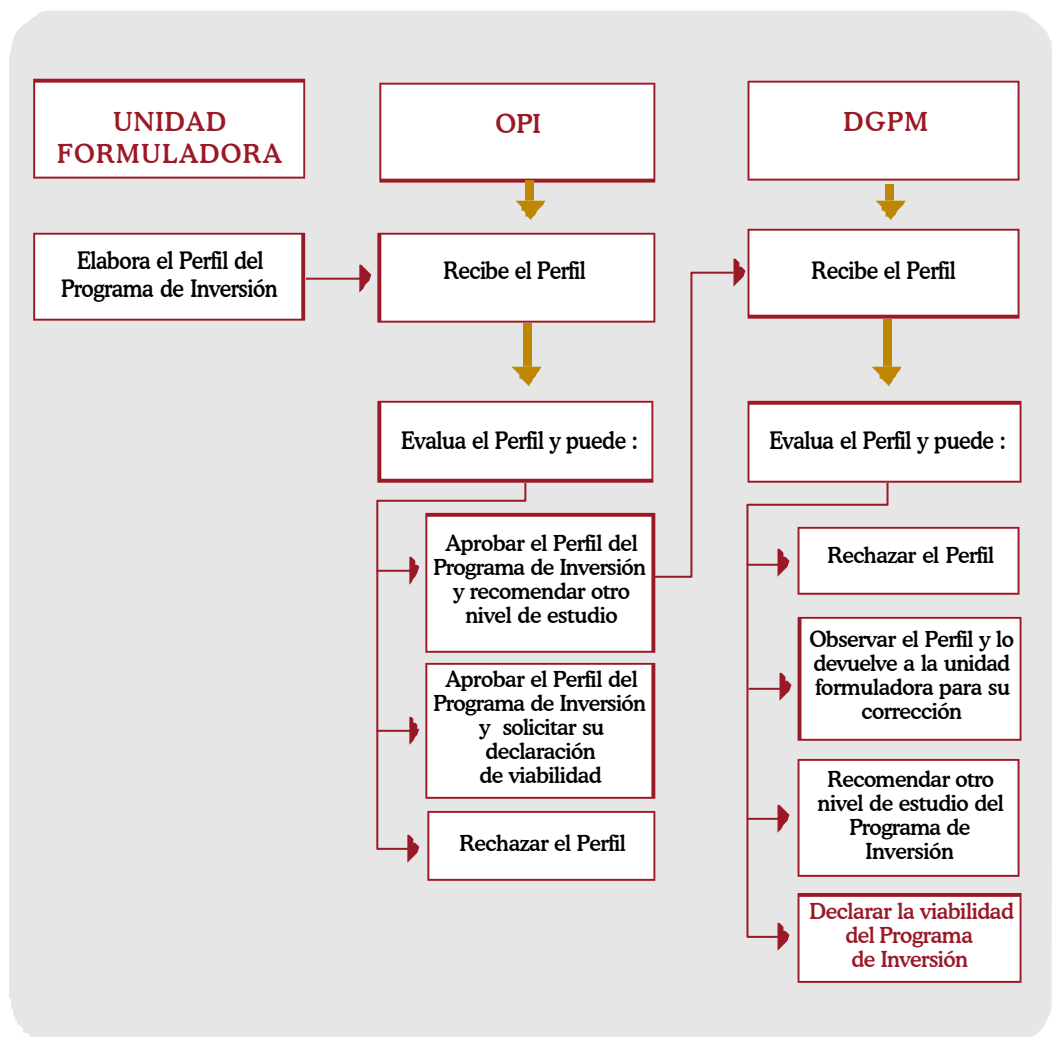 UNIDAD
FORMULADORA
OPI
DGPM
Elabora el Perfil del
Programa de Inversión
Recibe el Perfil
Recibe el Perfil
Evalua el Perfil y puede :
Evalua el Perfil y puede :
Aprobar el Perfil del
Programa de Inversión
y recomendar otro
nivel de estudio
Aprobar el Perfil del
Programa de Inversión
y solicitar su
declaración
de viabilidad
Rechazar el Perfil
Rechazar el Perfil
Observar el Perfil y lo
devuelve a la unidad
formuladora para su
corrección
Recomendar otro
nivel de estudio del
Programa de
Inversión
Declarar la viabilidad
del Programa
de Inversión